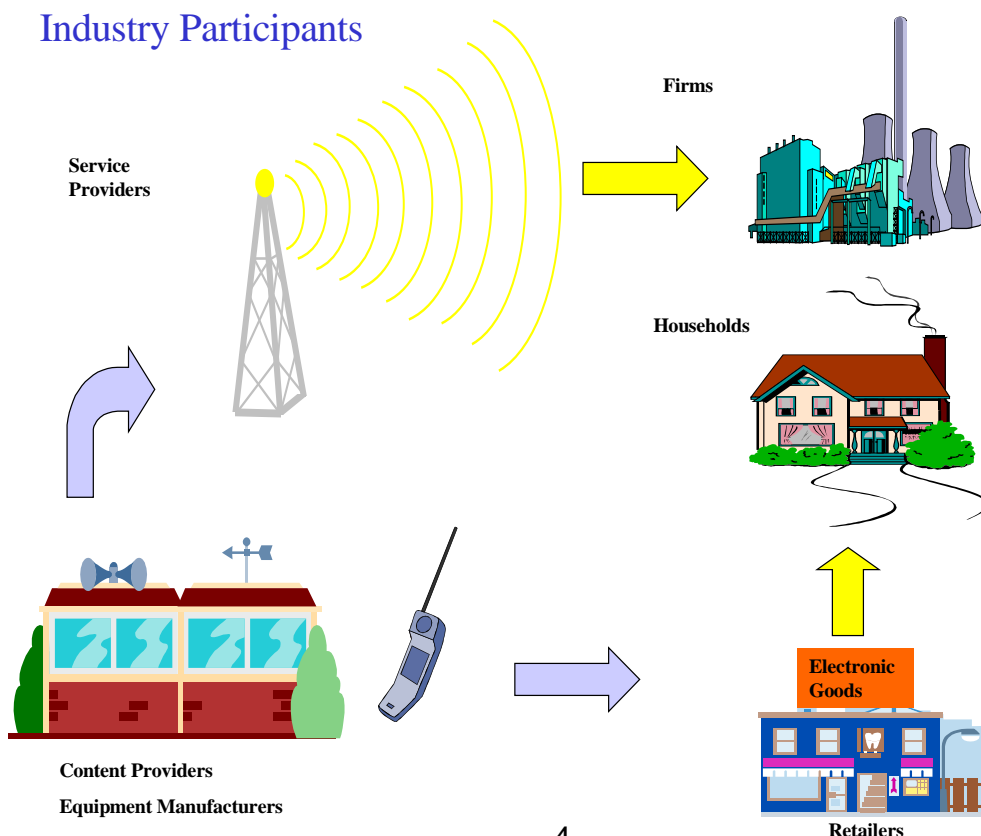 Industry Participants
Firms
Service
Providers
Households
Electronic
Goods
Content Providers
Equipment Manufacturers
Retailers
4